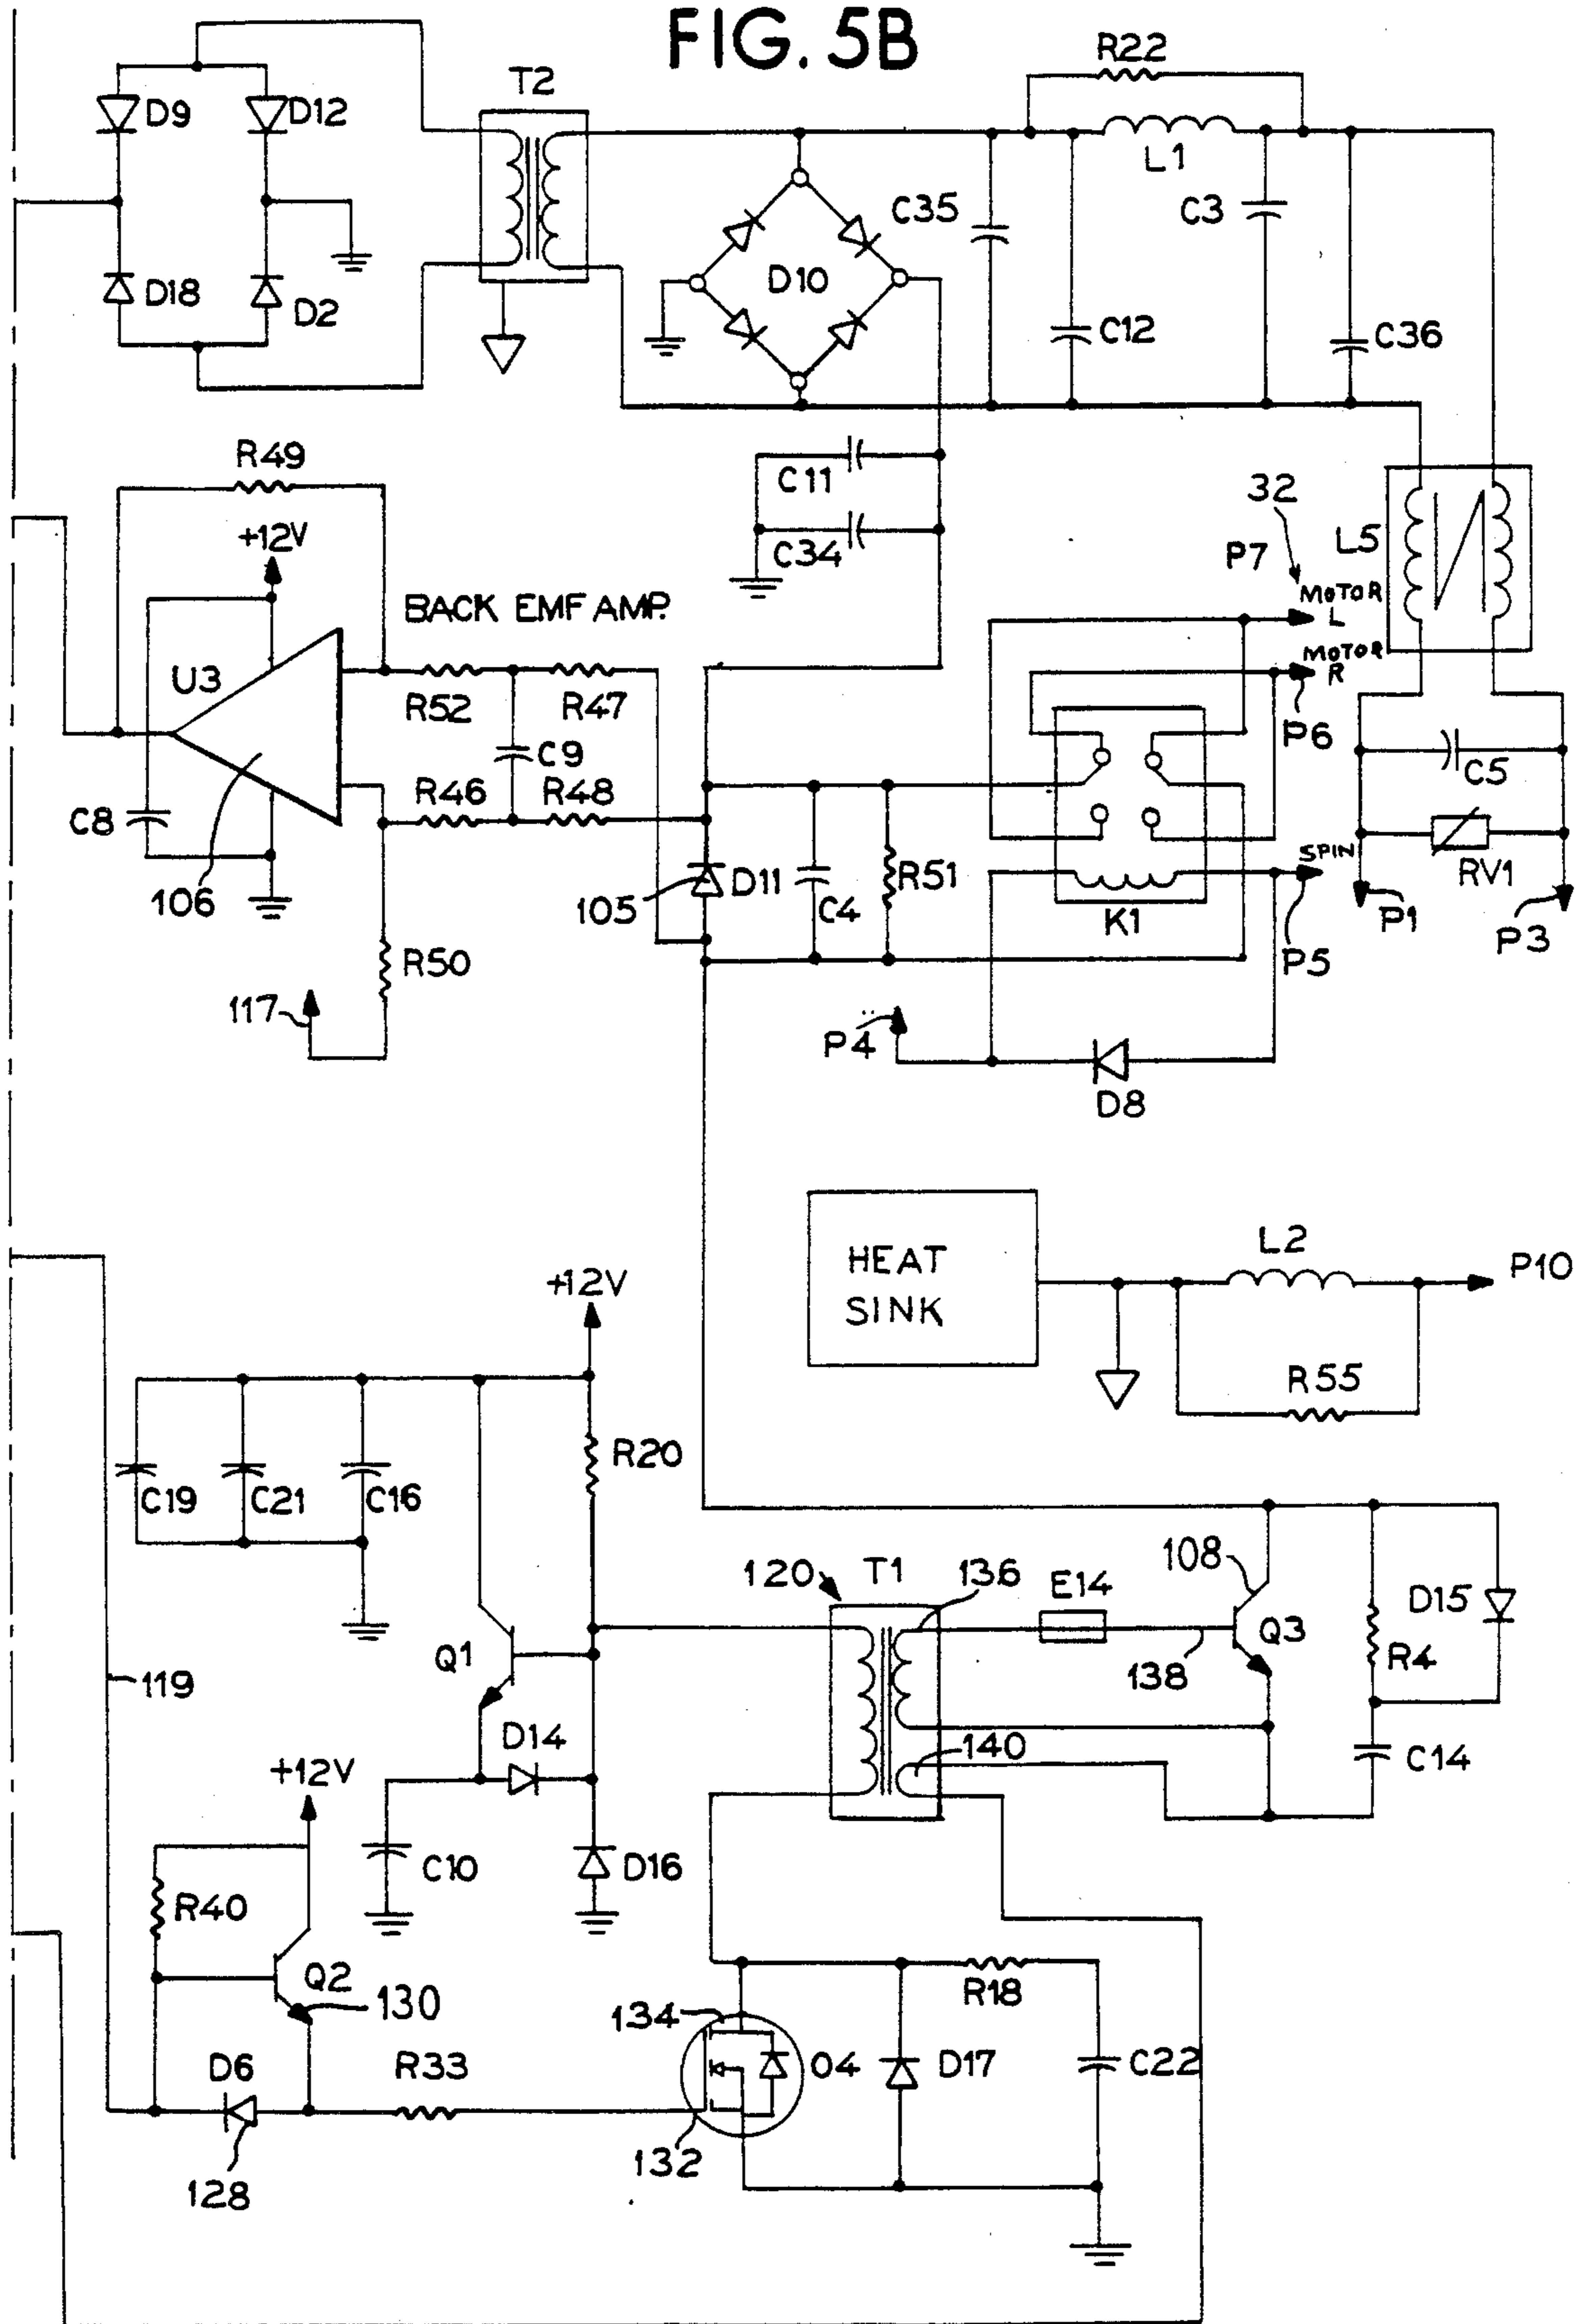 FIG. 5B
R22
T2
D9
D12
L1
C35
C3
D10
D18
D2
C12
C36
R49
C11
32
+12V
C34
P7
L5
MOTOR
L
BACK EMF AMP.
MOTOR
R
U3
R52
R47
P6
C9
C5
C8
R46
R48
SPIN
106
105
D11
C4
R51
RV1
K1
P1
P3
R50
P5
117
P4
D8
HEAT
SINK
L2
P10
+12V
R55
R20
C19
C21
C16
108
120
T1
136
E14
D15
Q1
Q3
138
R4
119
D14
140
C14
+12V
C10
D16
R40
Q2
130
R18
134
D6
R33
O4
D17
C22
132
128